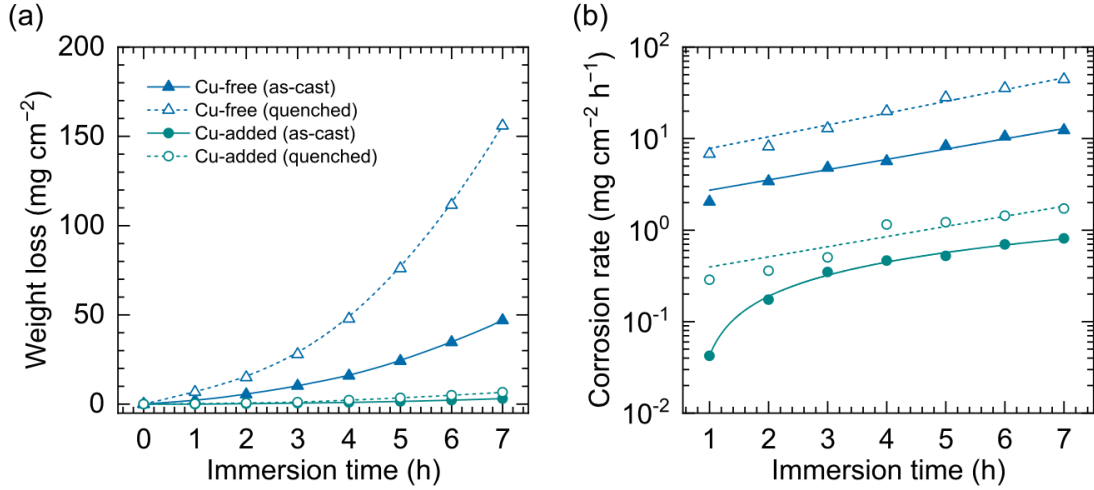 (a)
200
150
100
50
0
Weight loss (mg cm⁻²)
Cu-free (as-cast)
Cu-free (quenched)
Cu-added (as-cast)
Cu-added (quenched)
0 1 2 3 4 5 6 7
Immersion time (h)
(b)
10²
10¹
10⁰
10⁻¹
10⁻²
Corrosion rate (mg cm⁻² h⁻¹)
1 2 3 4 5 6 7
Immersion time (h)